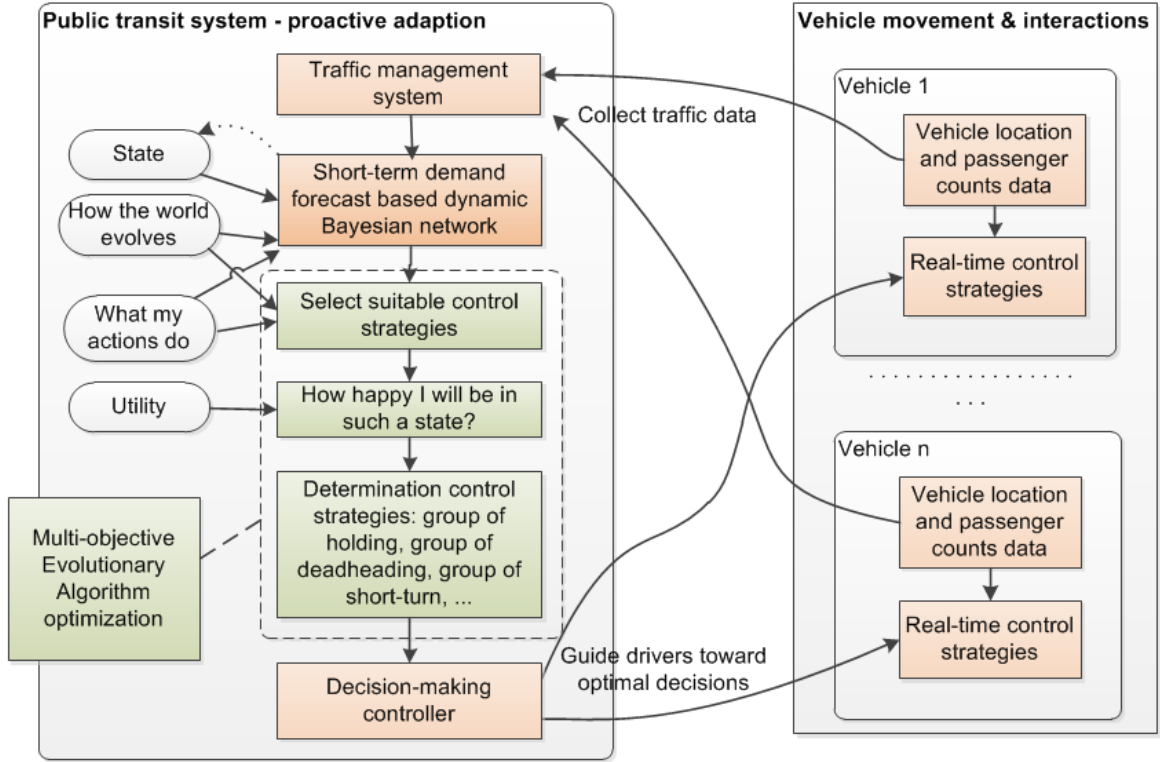 Public transit system - proactive adaption
Traffic management
system
State
Short-term demand
forecast based dynamic
Bayesian network
How the world
evolves
What my
actions do
Select suitable control
strategies
Utility
How happy I will be in
such a state?
Determination control
strategies: group of
holding, group of
deadheading, group of
short-turn, ...
Multi-objective
Evolutionary
Algorithm
optimization
Decision-making
controller
Collect traffic data
Guide drivers toward
optimal decisions
Vehicle movement & interactions
Vehicle 1
Vehicle location
and passenger
counts data
Real-time control
strategies
. . .
Vehicle n
Vehicle location
and passenger
counts data
Real-time control
strategies